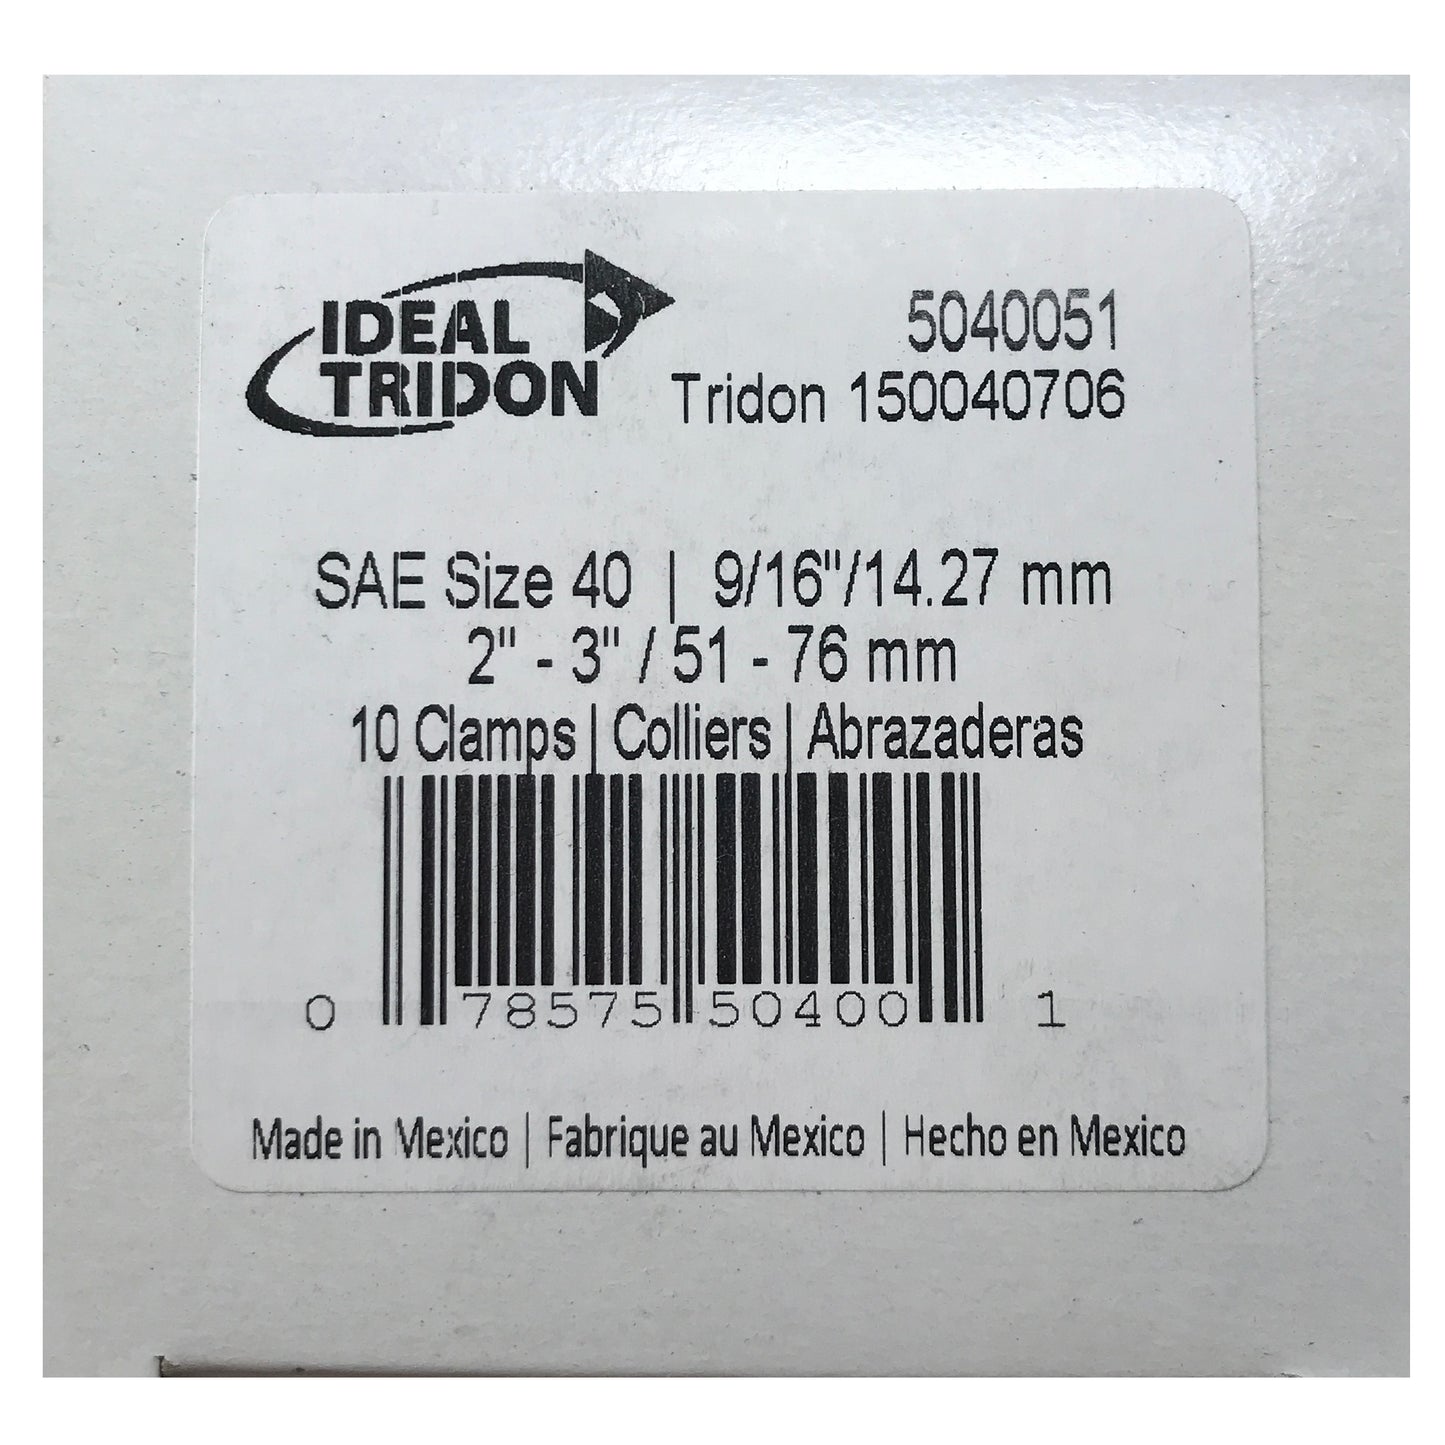 IDEAL
TRIDON
5040051
Tridon 150040706
SAE Size 40 | 9/16"/14.27 mm
2" - 3" / 51 - 76 mm
10 Clamps | Colliers | Abrazaderas
0 78575 50400 1
Made in Mexico | Fabrique au Mexico | Hecho en Mexico